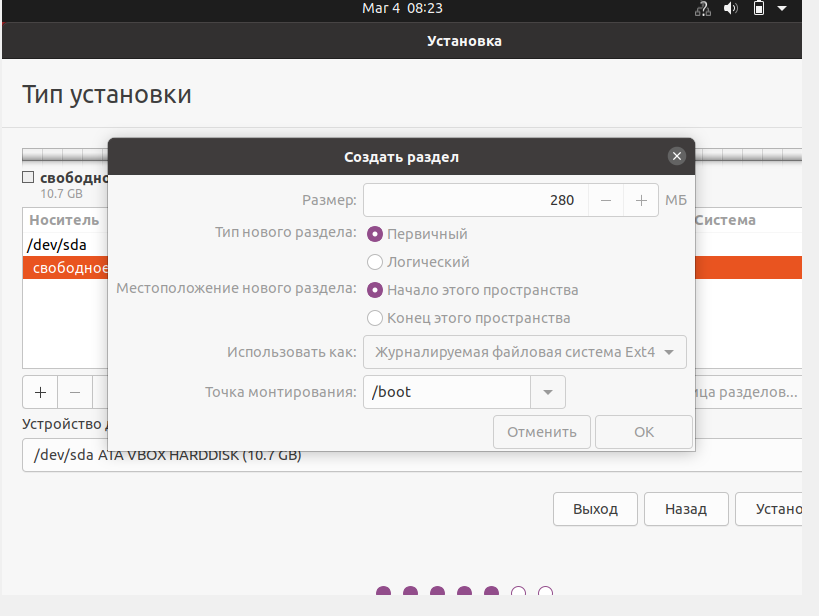 Mar 4 08:23
Установка
Тип установки
Создать раздел
свободно
10.7 GB
Размер: 280 МБ
Носитель
Система
/dev/sda
свободное
Тип нового раздела: Первичный
Логический
Местоположение нового раздела: Начало этого пространства
Конец этого пространства
Использовать как: Журналируемая файловая система Ext4
Точка монтирования: /boot
ица разделов...
Отменить
OK
Устройство
/dev/sda ATA VBOX HARDDISK (10.7 GB)
Выход
Назад
Устано